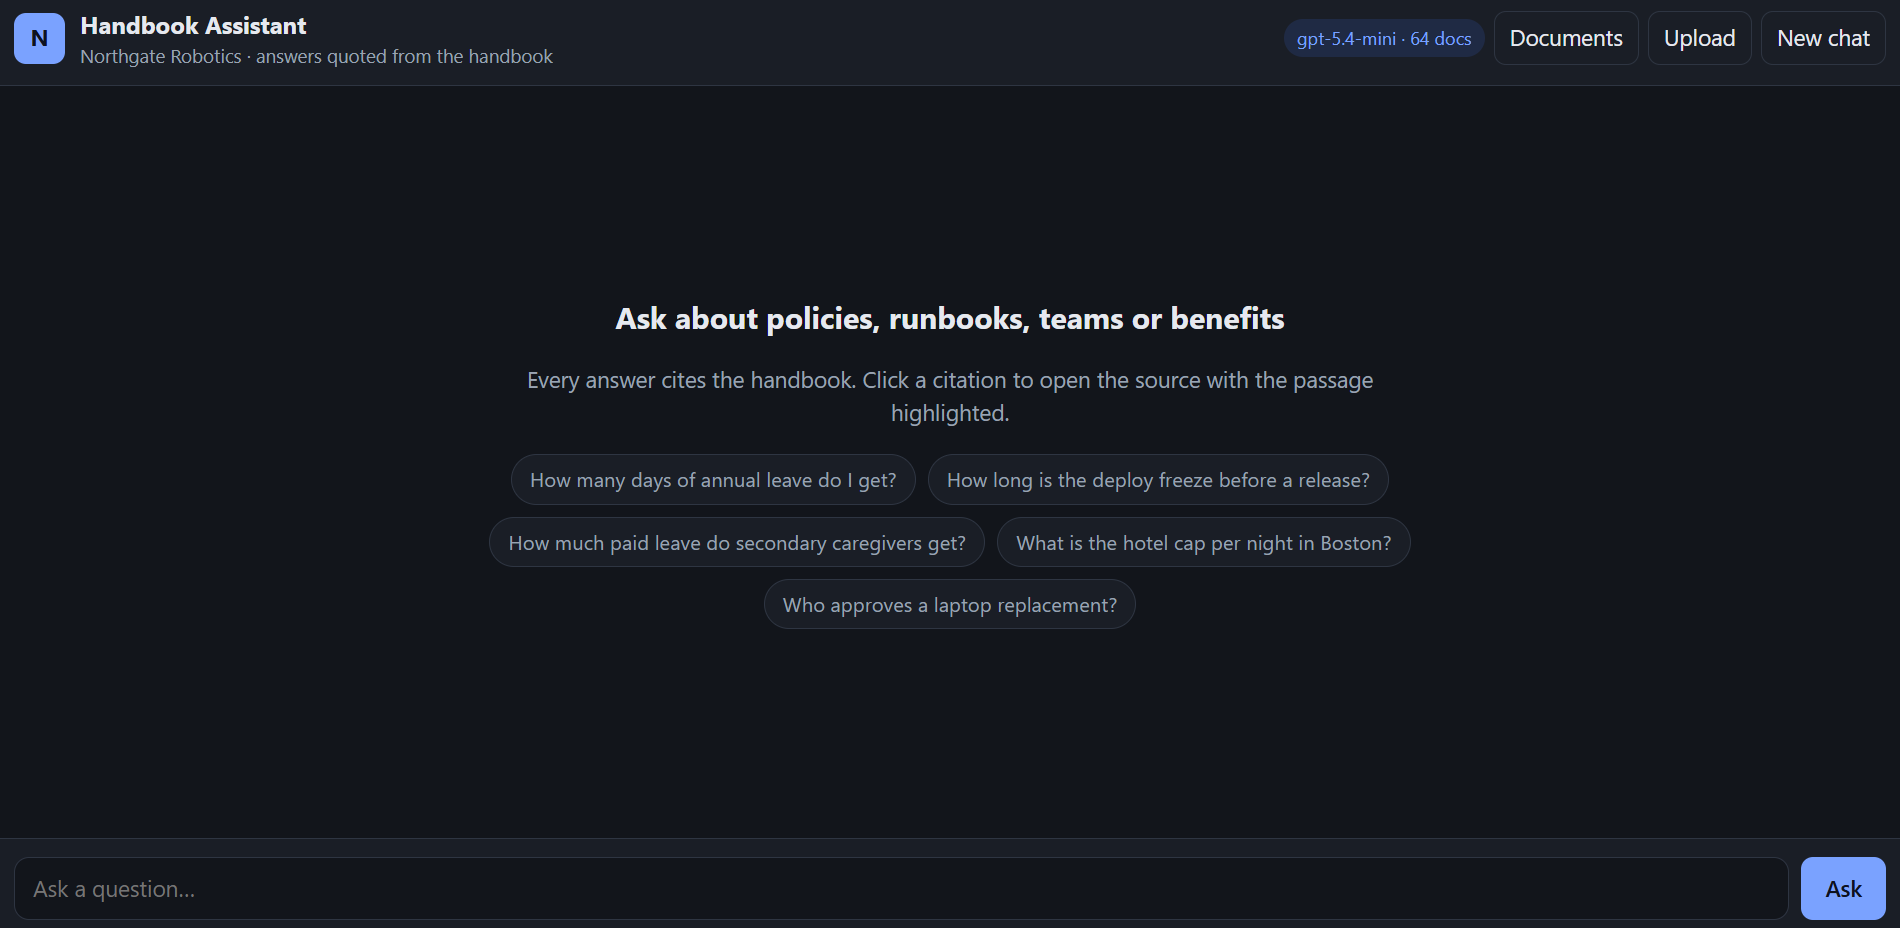 N
Handbook Assistant
Northgate Robotics · answers quoted from the handbook
gpt-5.4-mini · 64 docs
Documents
Upload
New chat
Ask about policies, runbooks, teams or benefits
Every answer cites the handbook. Click a citation to open the source with the passage
highlighted.
How many days of annual leave do I get?
How long is the deploy freeze before a release?
How much paid leave do secondary caregivers get?
What is the hotel cap per night in Boston?
Who approves a laptop replacement?
Ask a question...
Ask